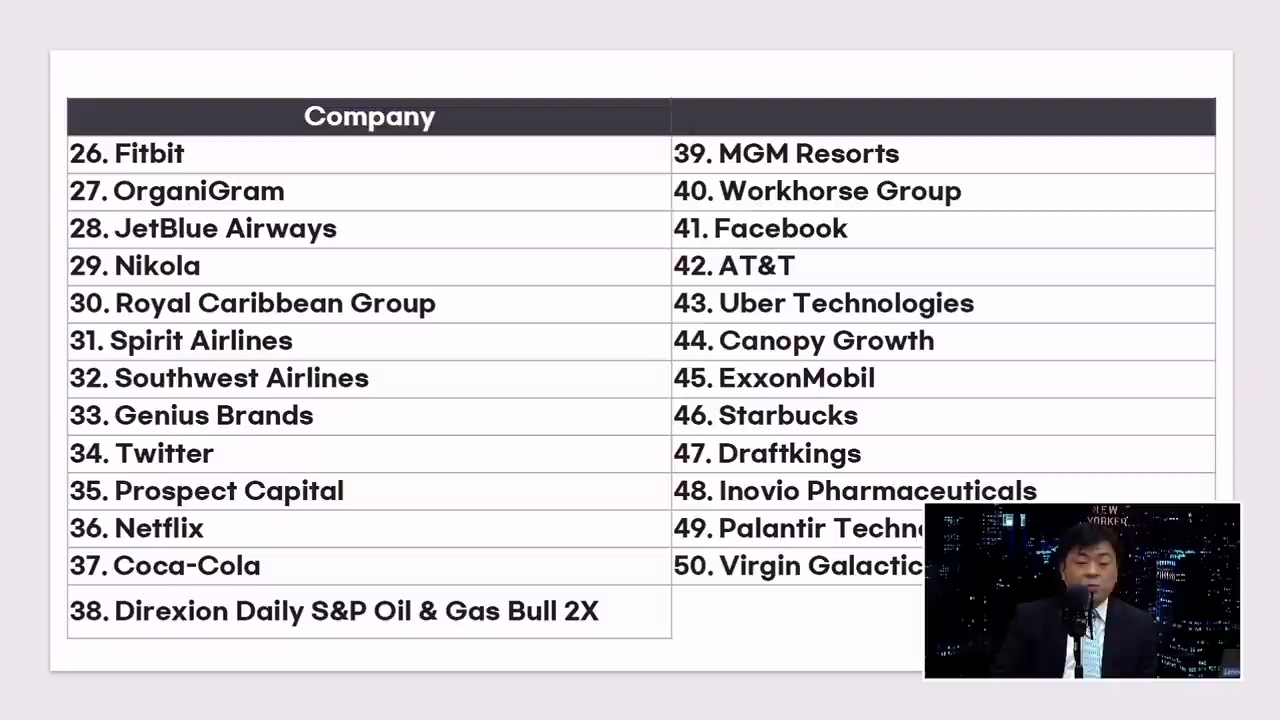 Company
26. Fitbit
27. OrganiGram
28. JetBlue Airways
29. Nikola
30. Royal Caribbean Group
31. Spirit Airlines
32. Southwest Airlines
33. Genius Brands
34. Twitter
35. Prospect Capital
36. Netflix
37. Coca-Cola
38. Direxion Daily S&P Oil & Gas Bull 2X
39. MGM Resorts
40. Workhorse Group
41. Facebook
42. AT&T
43. Uber Technologies
44. Canopy Growth
45. ExxonMobil
46. Starbucks
47. Draftkings
48. Inovio Pharmaceuticals
49. Palantir
50. Virgin Galactic
NEW
YORKER